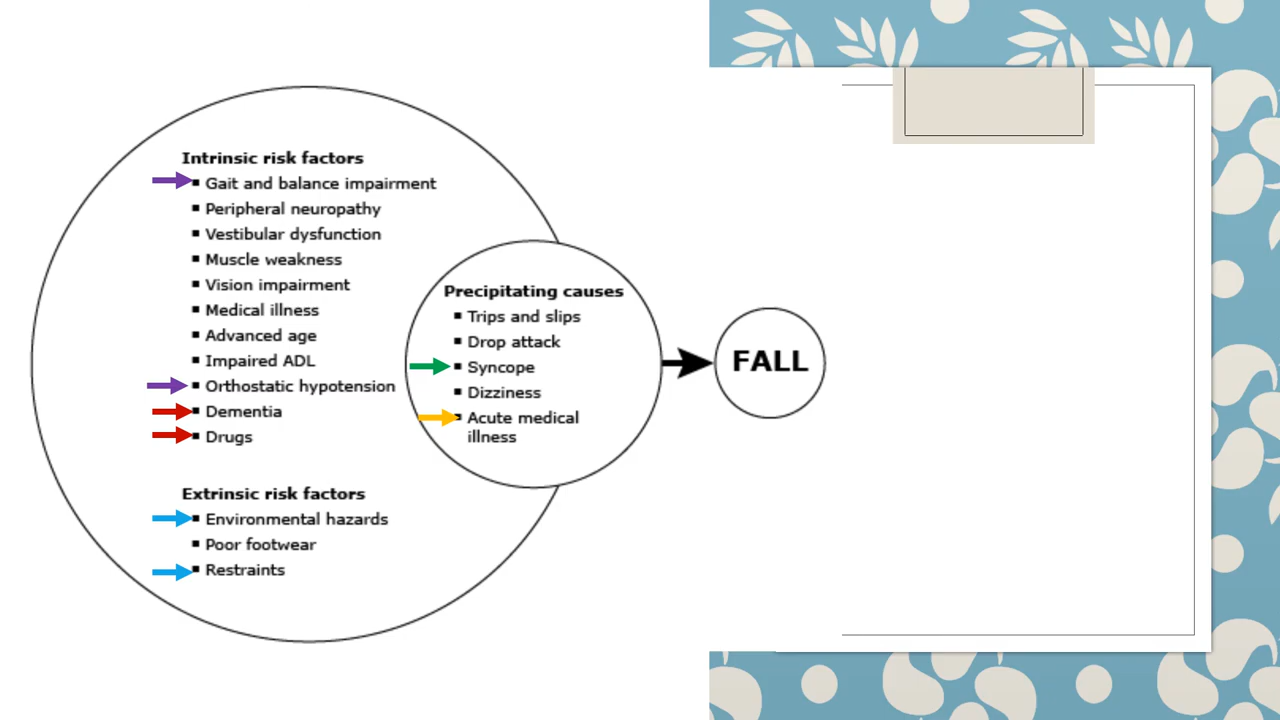 Intrinsic risk factors
▪ Gait and balance impairment
▪ Peripheral neuropathy
▪ Vestibular dysfunction
▪ Muscle weakness
▪ Vision impairment
▪ Medical illness
▪ Advanced age
▪ Impaired ADL
▪ Orthostatic hypotension
▪ Dementia
▪ Drugs
Extrinsic risk factors
▪ Environmental hazards
▪ Poor footwear
▪ Restraints
Precipitating causes
▪ Trips and slips
▪ Drop attack
▪ Syncope
▪ Dizziness
▪ Acute medical
illness
FALL